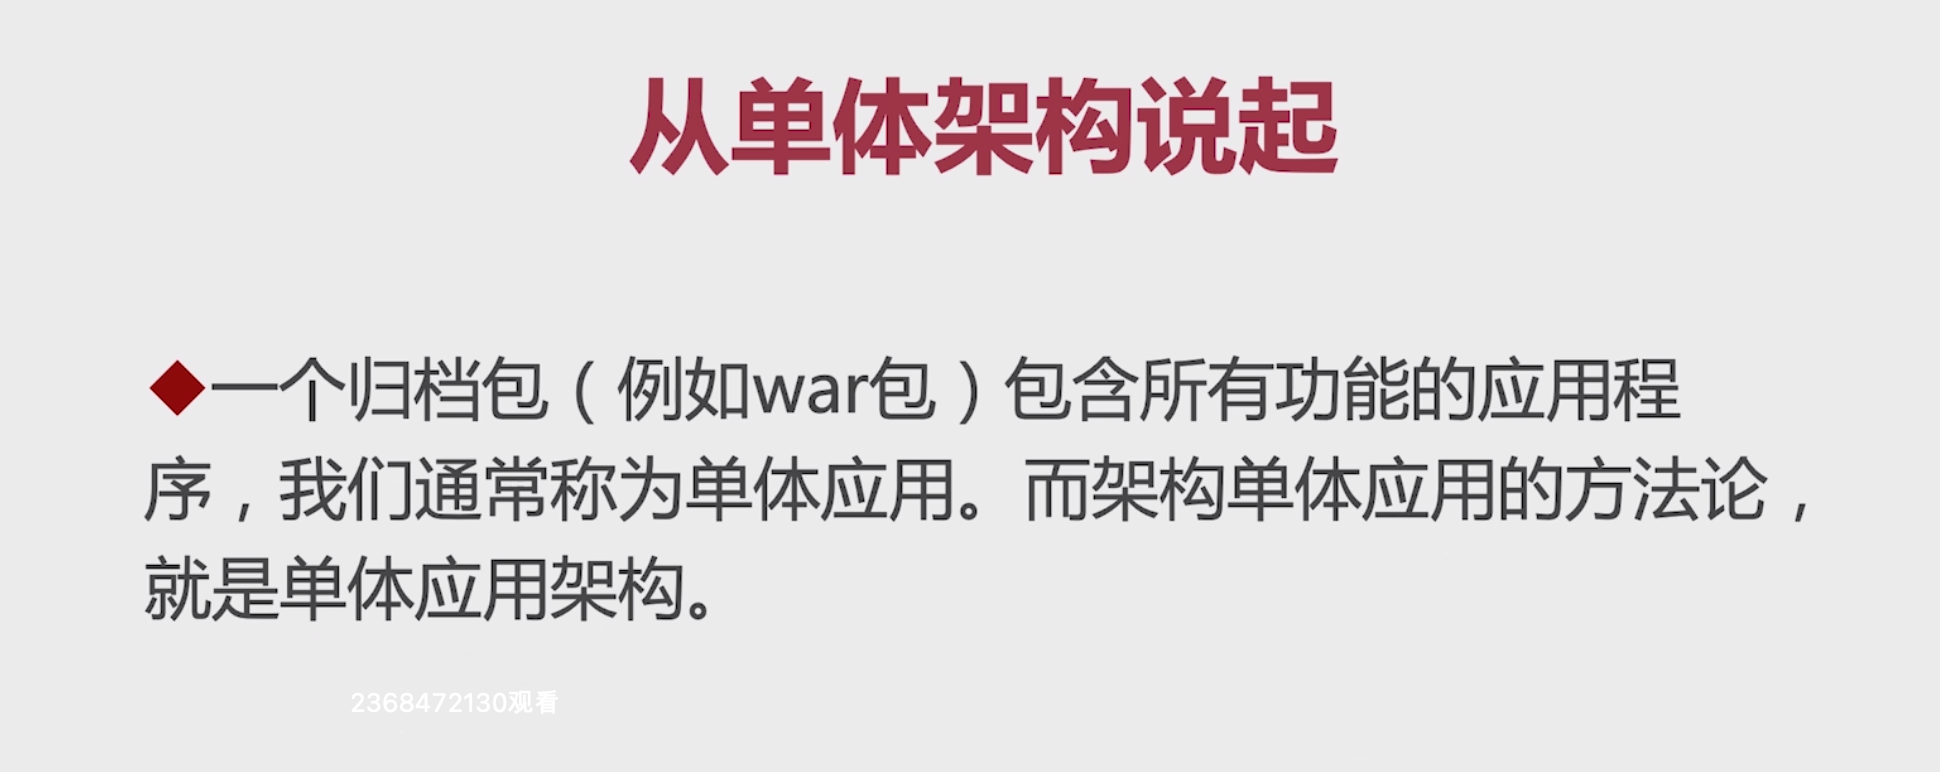 从单体架构说起
◆一个归档包（例如war包）包含所有功能的应用程
序，我们通常称为单体应用。而架构单体应用的方法论，
就是单体应用架构。
2368472130观看